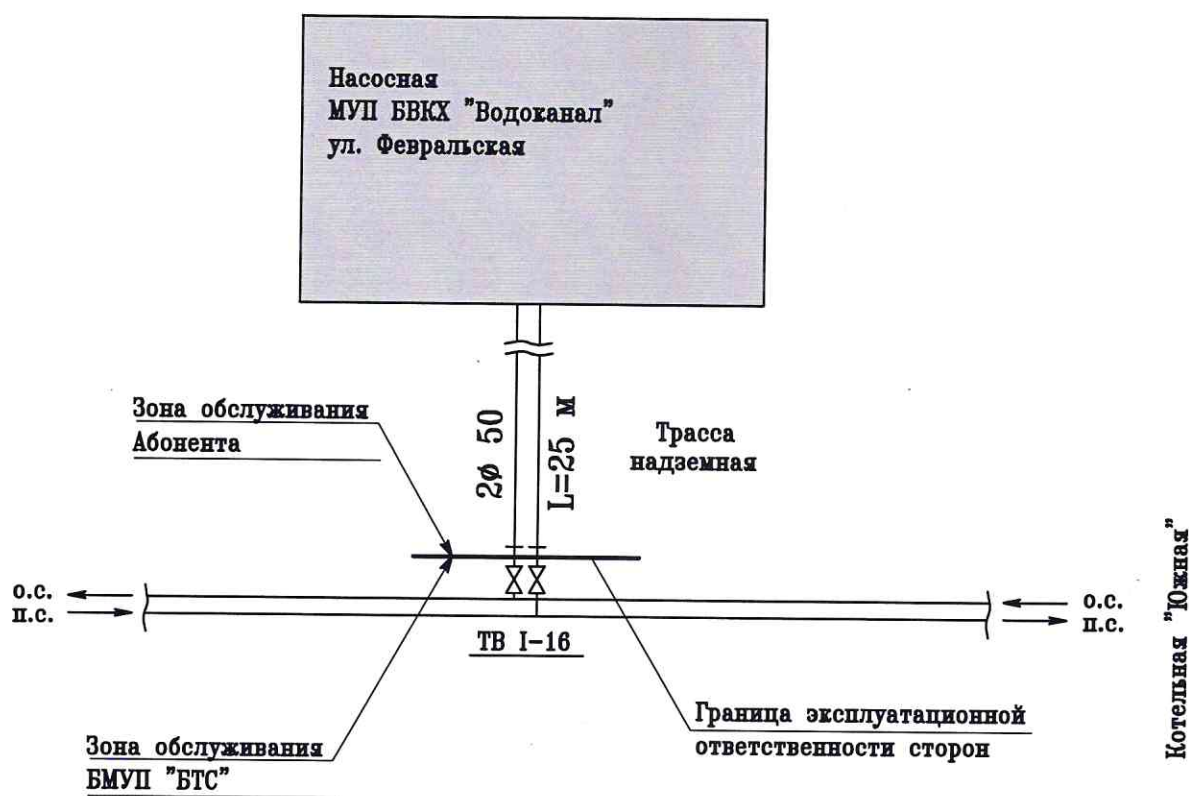 Насосная
МУП БВКХ "Водоканал"
ул. Февральская
Зона обслуживания
Абонента
2ø 50
L=25 м
Трасса
надземная
о.с.
п.с.
о.с.
п.с.
ТВ I-16
Зона обслуживания
БМУП "БТС"
Граница эксплуатационной
ответственности сторон
Котельная "Южная"